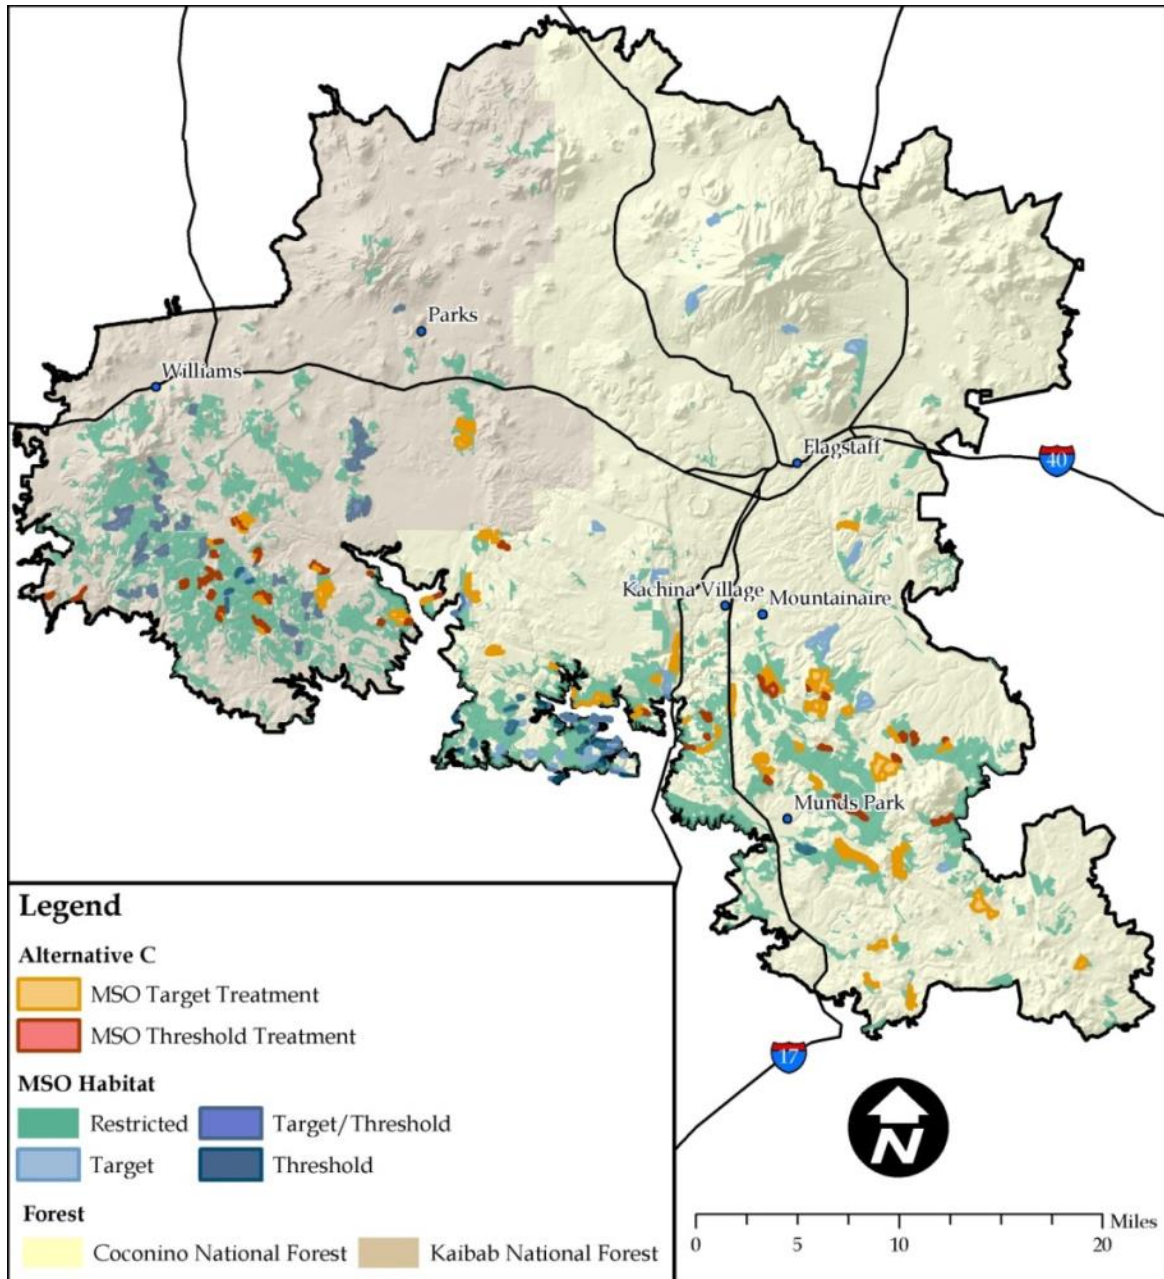 Parks
Williams
Flagstaff
40
Kachina Village
Mountainaire
Munds Park
Legend
Alternative C
MSO Target Treatment
MSO Threshold Treatment
MSO Habitat
Restricted
Target/Threshold
Target
Threshold
Forest
Coconino National Forest
Kaibab National Forest
17
N
Miles
0
5
10
20